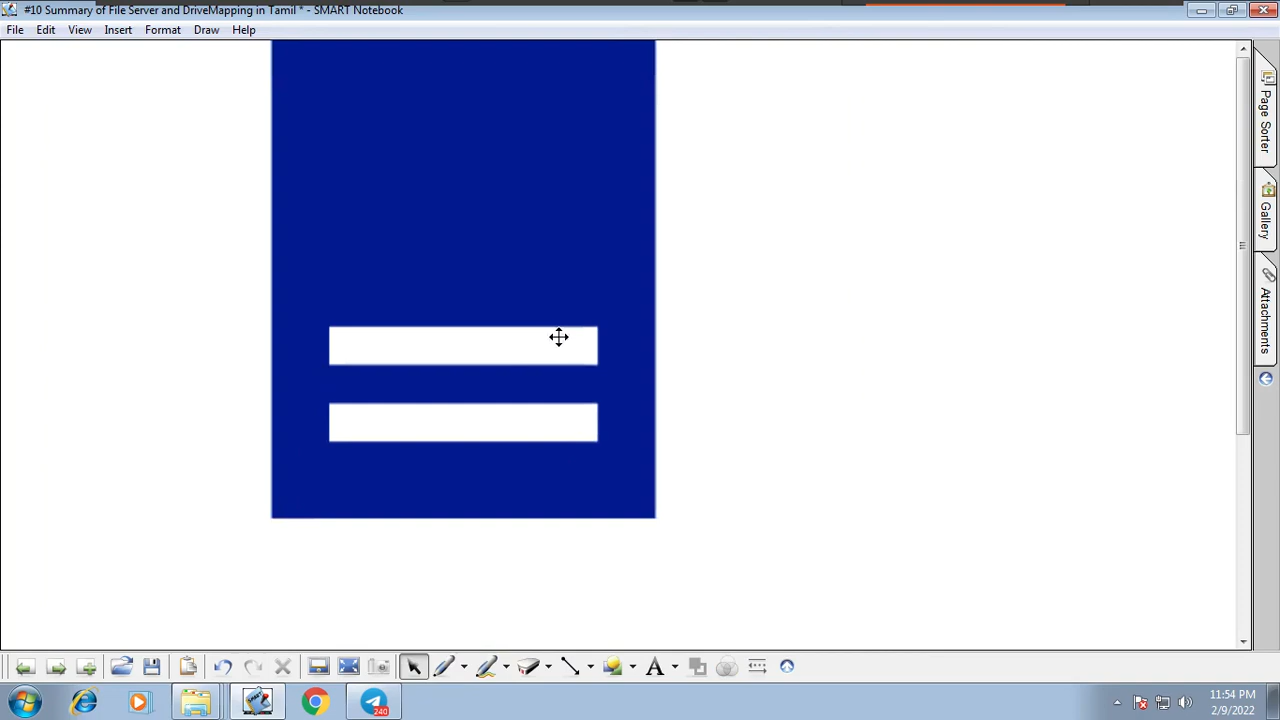 #10 Summary of File Server and DriveMapping in Tamil * - SMART Notebook
File Edit View Insert Format Draw Help
Page Sorter
Gallery
Attachments
A
240
11:54 PM
2/9/2022